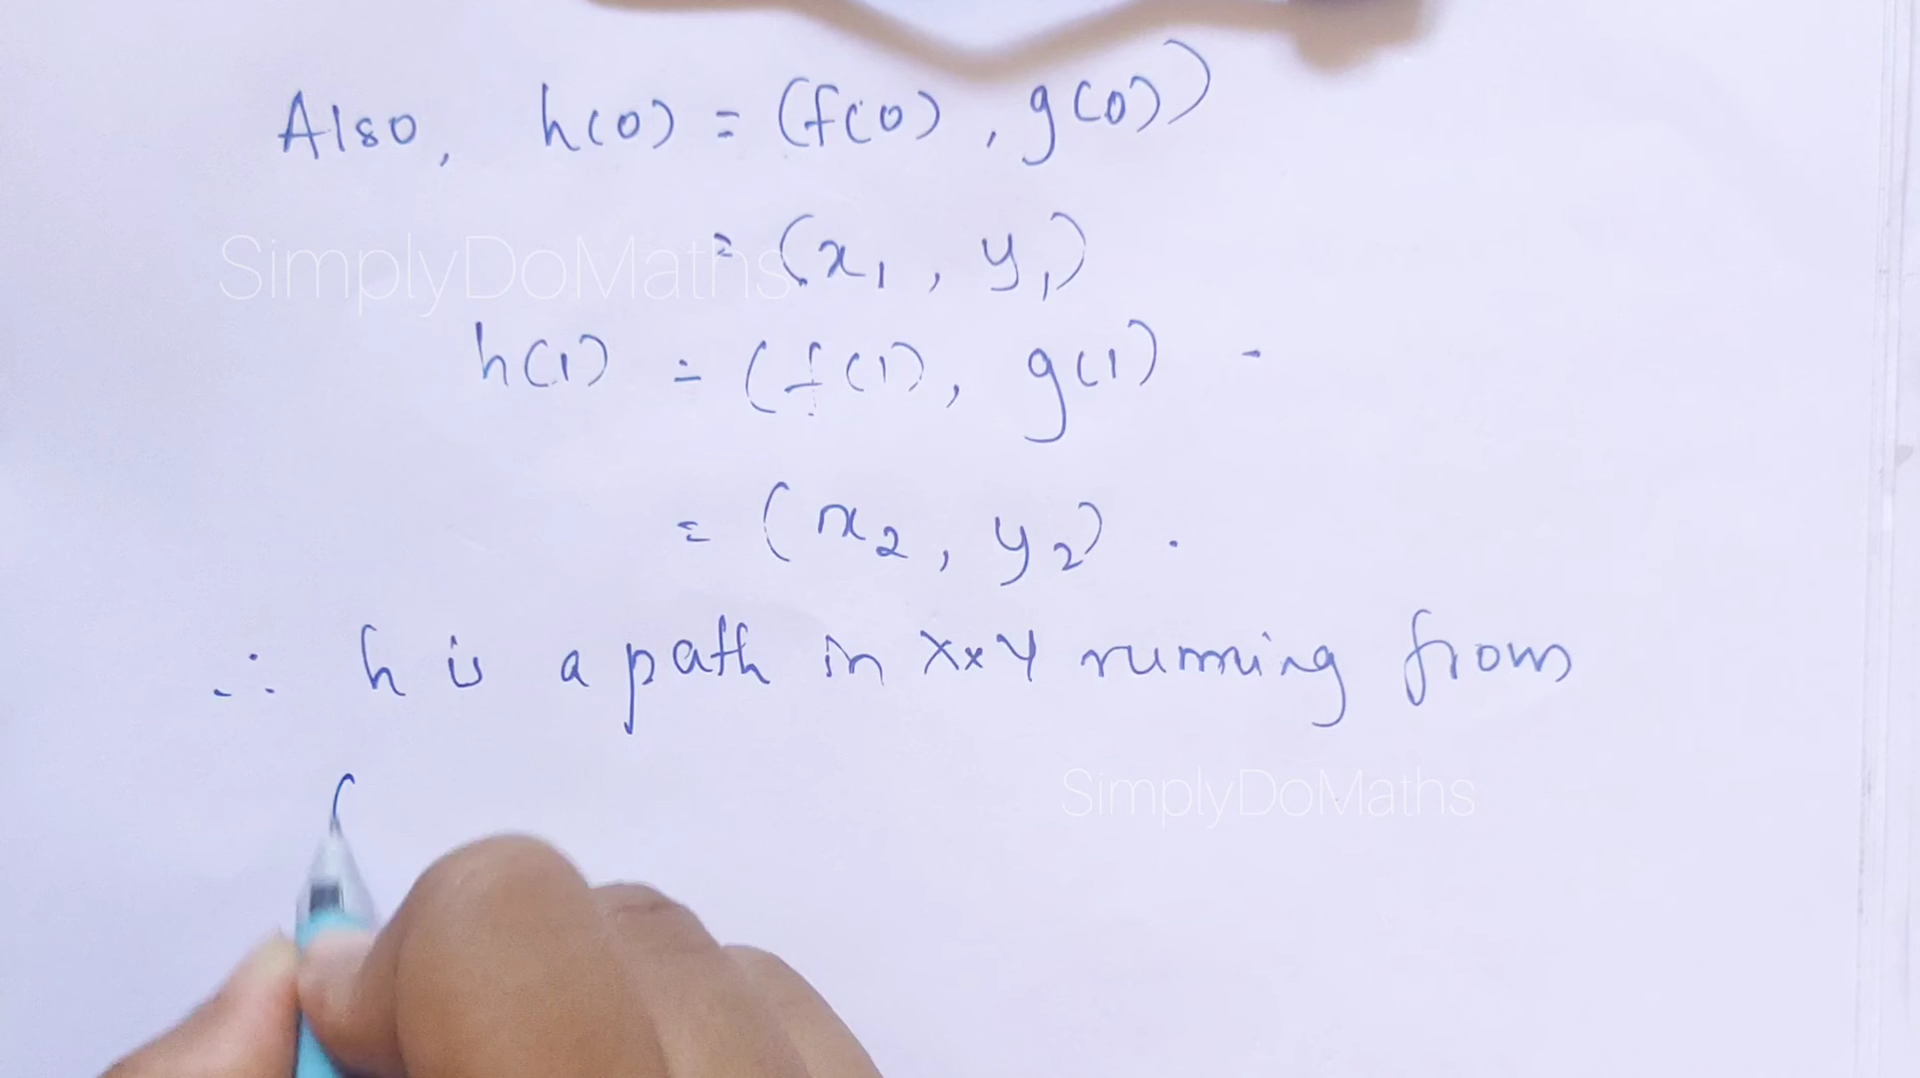 Also, h(0) = (f(0), g(0))
= (x₁, y₁)
SimplyDoMaths
h(1) = (f(1), g(1) -
= (x₂, y₂).
∴ h is a path in X×Y running from
SimplyDoMaths
(